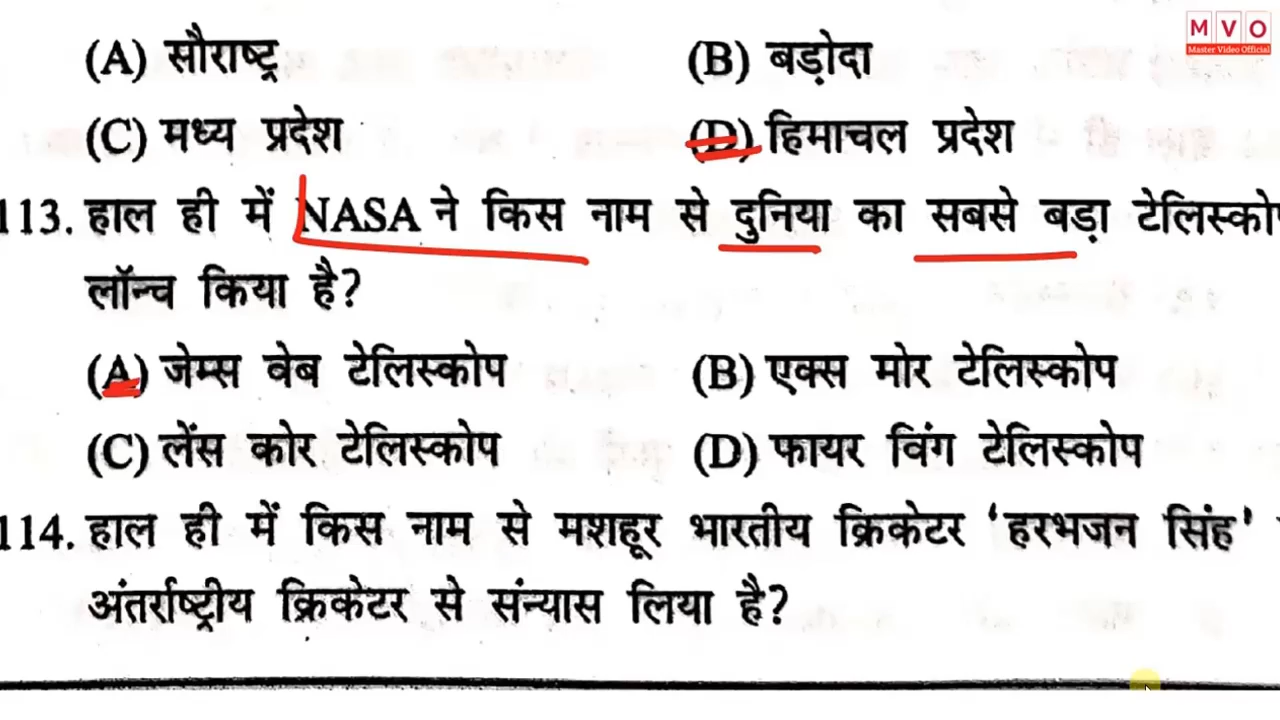 M V O
Master Video Official
(A) सौराष्ट्र (B) बड़ोदा
(C) मध्य प्रदेश (D) हिमाचल प्रदेश
113. हाल ही में NASA ने किस नाम से दुनिया का सबसे बड़ा टेलिस्कोप
लॉन्च किया है?
(A) जेम्स वेब टेलिस्कोप (B) एक्स मोर टेलिस्कोप
(C) लेंस कोर टेलिस्कोप (D) फायर विंग टेलिस्कोप
114. हाल ही में किस नाम से मशहूर भारतीय क्रिकेटर ‘हरभजन सिंह’
अंतर्राष्ट्रीय क्रिकेटर से संन्यास लिया है?